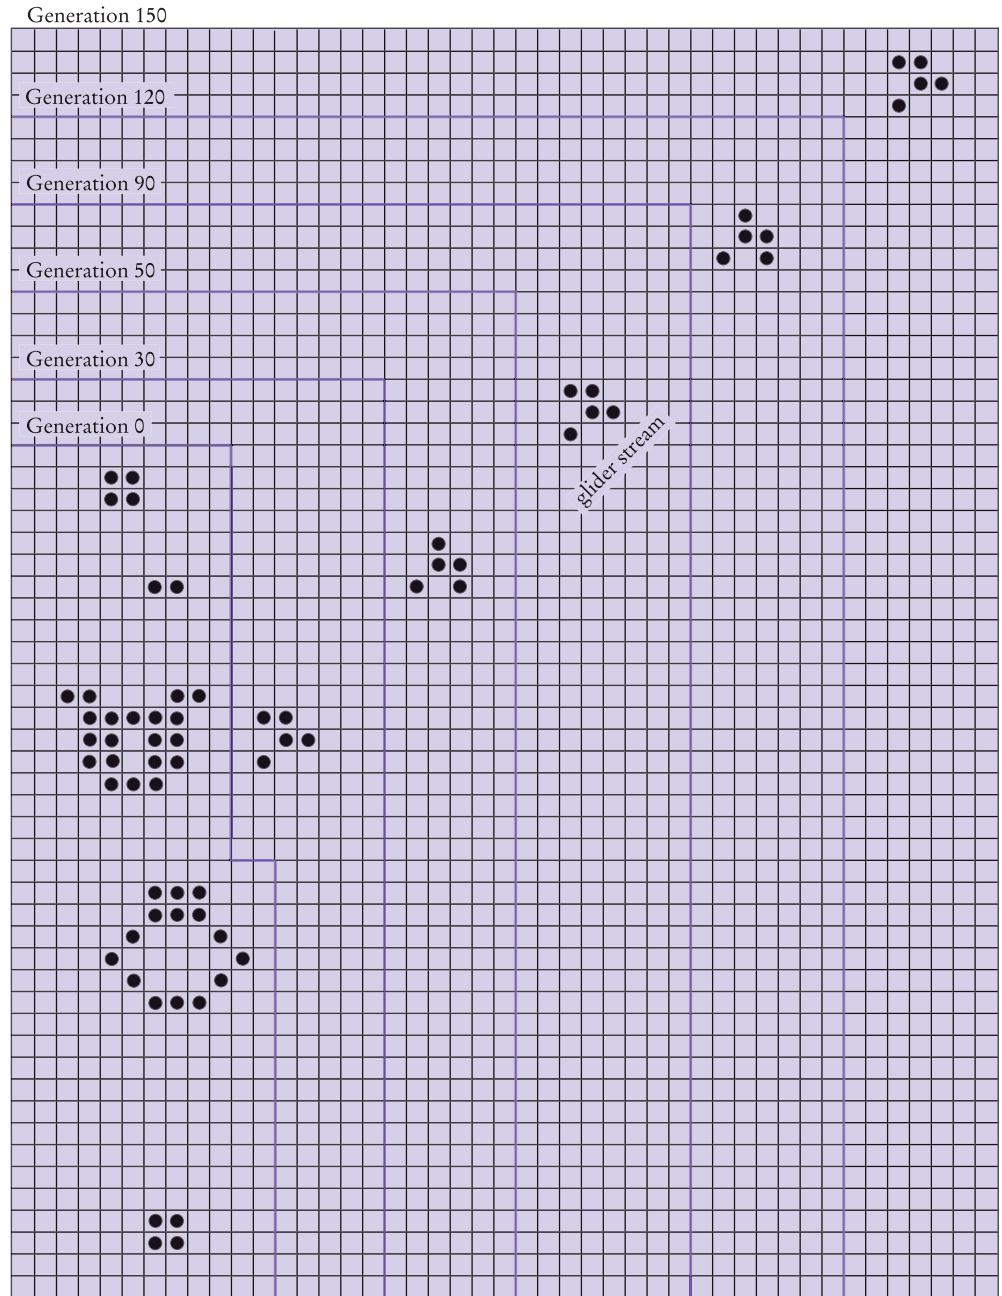 Generation 150
Generation 120
Generation 90
Generation 50
Generation 30
Generation 0
glider stream